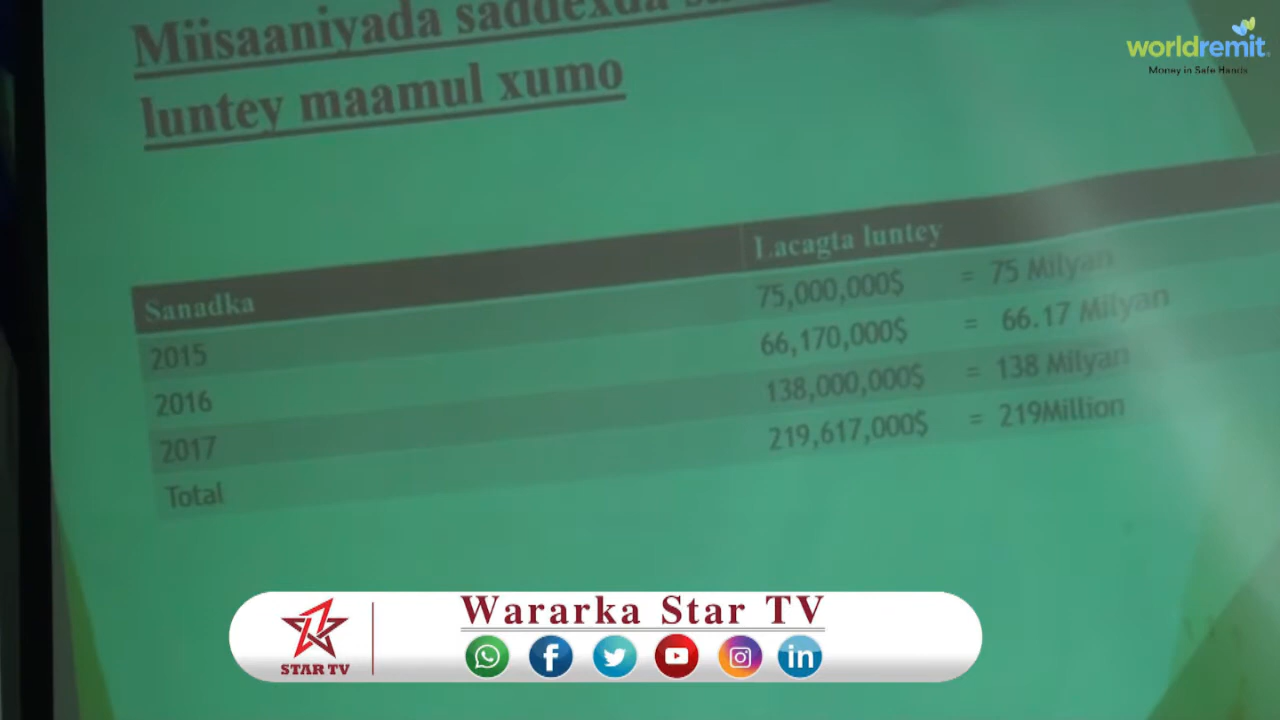 Miisaaniyada saddexda
luntey maamul xumo
worldremit
Money in Safe Hands
Sanadka Lacagta luntey
2015 75,000,000$ = 75 Milyan
2016 66,170,000$ = 66.17 Milyan
2017 138,000,000$ = 138 Milyan
Total 219,617,000$ = 219Million
Wararka Star TV
STAR TV